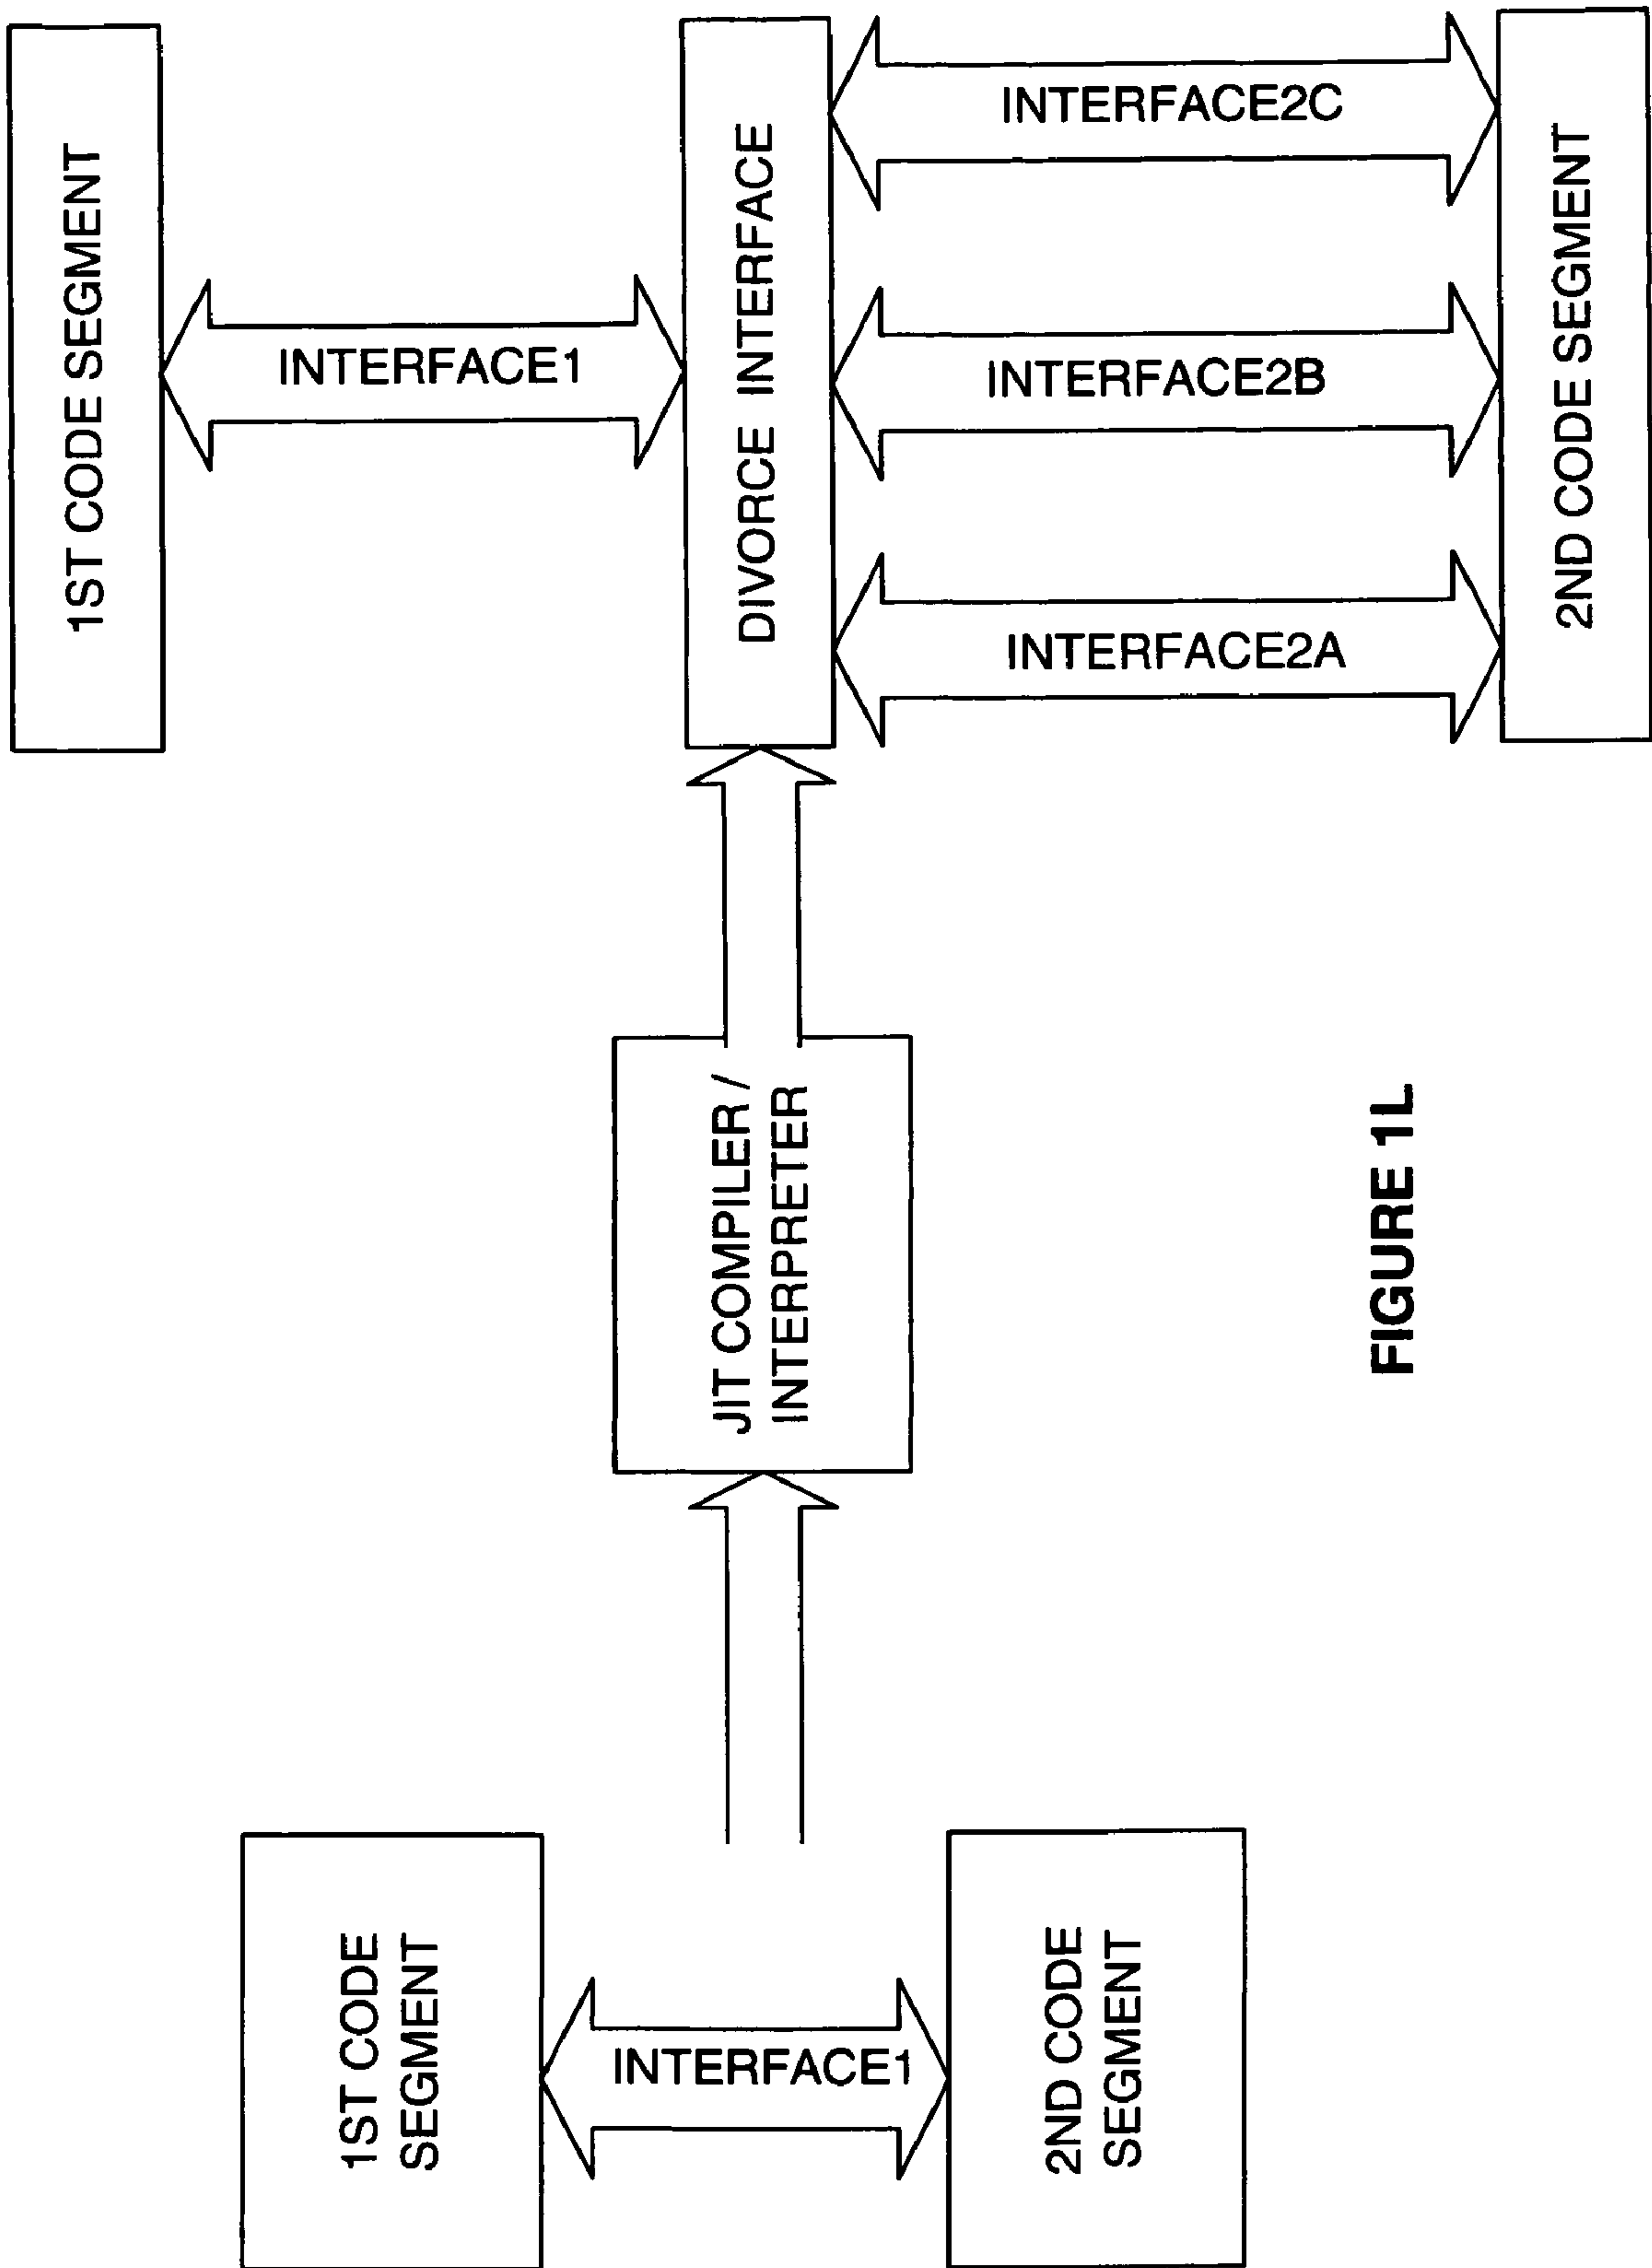 1ST CODE
SEGMENT
INTERFACE1
2ND CODE
SEGMENT
JIT COMPILER /
INTERPRETER
1ST CODE SEGMENT
INTERFACE1
DIVORCE INTERFACE
INTERFACE2A
INTERFACE2B
INTERFACE2C
2ND CODE SEGMENT
FIGURE 1L